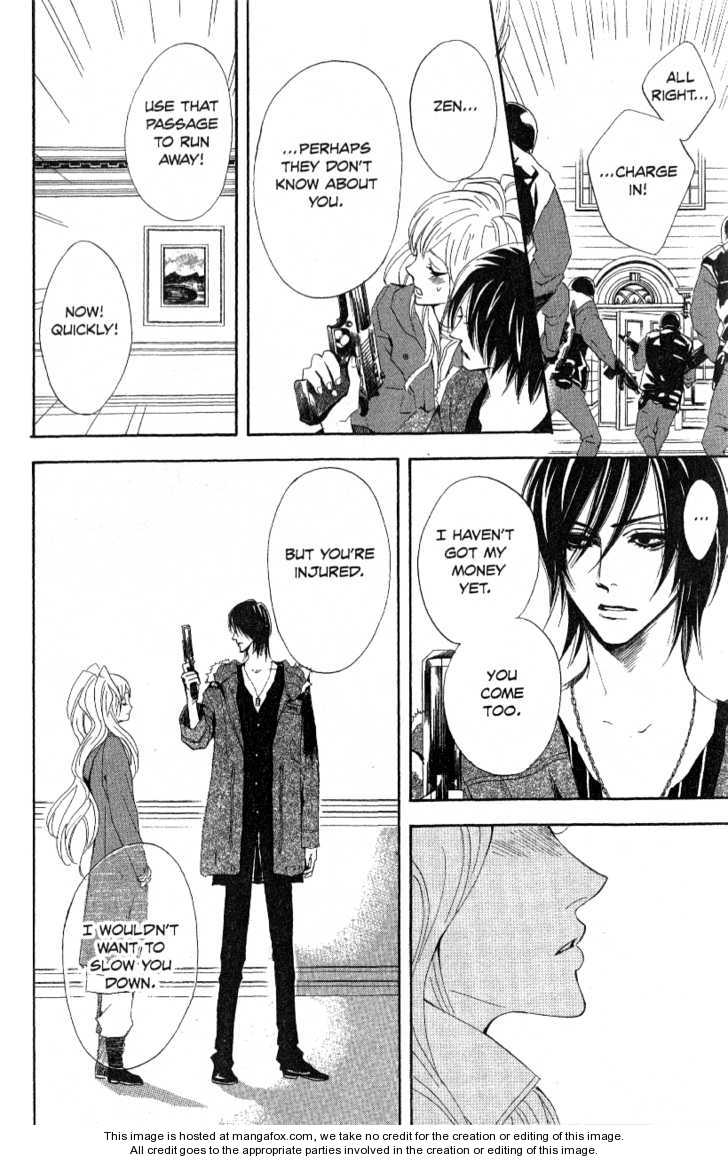 ALL
RIGHT...
...CHARGE
IN!
ZEN...
...PERHAPS
THEY DON'T
KNOW ABOUT
YOU.
USE THAT
PASSAGE
TO RUN
AWAY!
NOW!
QUICKLY!
...
I HAVEN'T
GOT MY
MONEY
YET.
YOU
COME
TOO.
BUT YOU'RE
INJURED.
I WOULDN'T
WANT TO
SLOW YOU
DOWN.
This image is hosted at mangafox.com, we take no credit for the creation or editing of this image.
All credit goes to the appropriate parties involved in the creation or editing of this image.